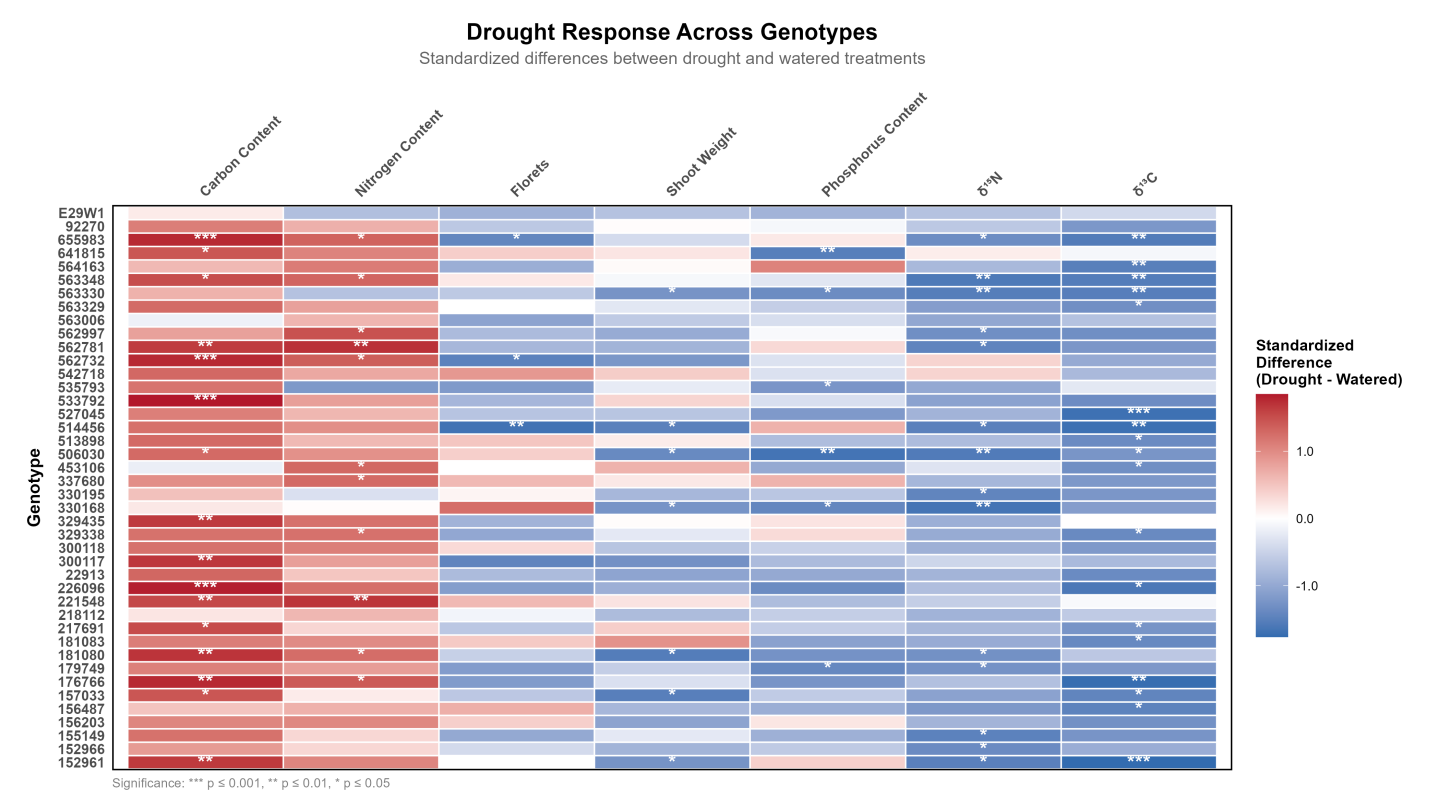 Drought Response Across Genotypes
Standardized differences between drought and watered treatments
Carbon Content
Nitrogen Content
Florets
Shoot Weight
Phosphorus Content
δ¹⁵N
δ¹³C
Genotype
E29W1
92270
655983 *** * * * **
641815 * **
564163 **
563348 * * ** **
563330 * * ** **
563329 *
563006
562997 * *
562781 ** ** *
562732 *** * *
542718
535793 *
533792 ***
527045 ***
514456 ** * * **
513898 *
506030 * * ** ** *
453106 * *
337680 *
330195 *
330168 * * **
329435 **
329338 * *
300118
300117 **
22913
226096 *** *
221548 ** **
218112
217691 * *
181083 *
181080 ** * * *
179749 * *
176766 ** * **
157033 * * *
156487 *
156203
155149 *
152966 *
152961 ** * * ***
Standardized
Difference
(Drought - Watered)
1.0
0.0
-1.0
Significance: *** p ≤ 0.001, ** p ≤ 0.01, * p ≤ 0.05